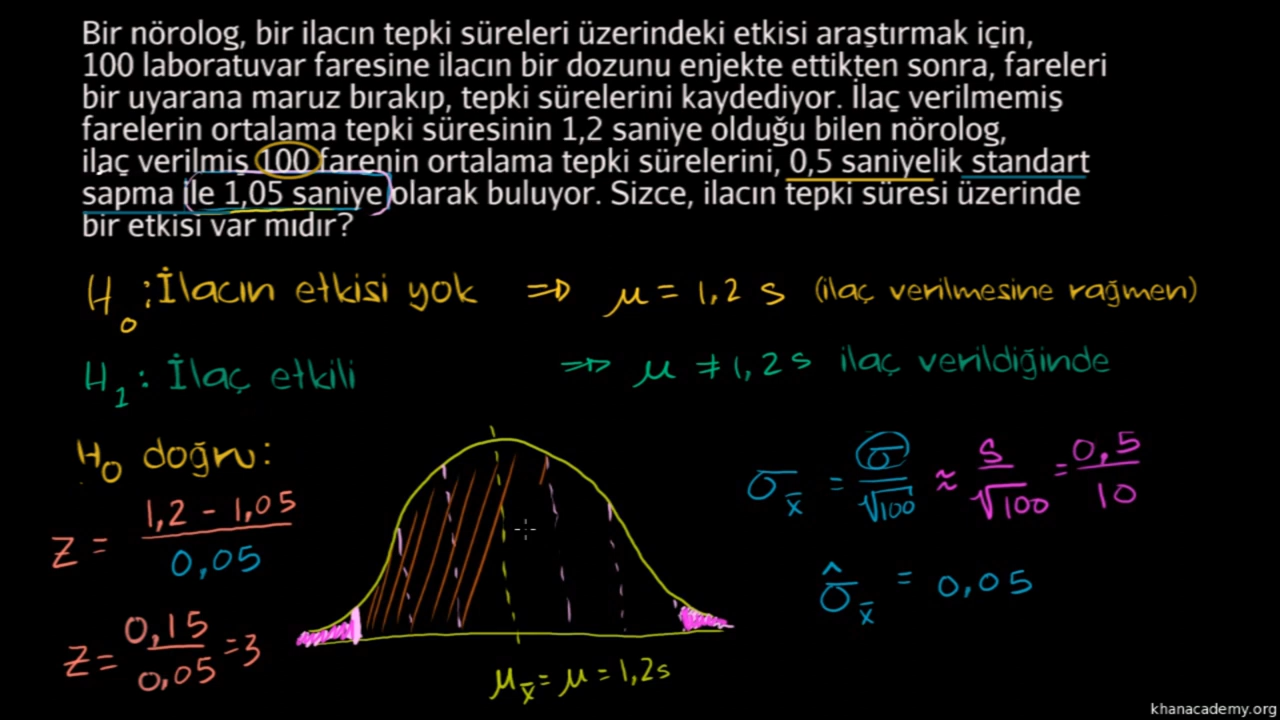 Bir nörolog, bir ilacın tepki süreleri üzerindeki etkisi araştırmak için,
100 laboratuvar faresine ilacın bir dozunu enjekte ettikten sonra, fareleri
bir uyarana maruz bırakıp, tepki sürelerini kaydediyor. İlaç verilmemiş
farelerin ortalama tepki süresinin 1,2 saniye olduğu bilen nörolog,
ilaç verilmiş 100 farenin ortalama tepki sürelerini, 0,5 saniyelik standart
sapma ile 1,05 saniye olarak buluyor. Sizce, ilacın tepki süresi üzerinde
bir etkisi var mıdır?
H₀: İlacın etkisi yok ⇒ μ = 1,2 s (ilaç verilmesine rağmen)
H₁: İlaç etkili ⇒ μ ≠ 1,2 s ilaç verildiğinde
H₀ doğru:
Z = (1,2 - 1,05) / 0,05
Z = 0,15 / 0,05 = 3
μ_x̄ = μ = 1,2s
σ_x̄ = σ/√100 ≈ s/√100 = 0,5/10
σ̂_x̄ = 0,05
khanacademy.org